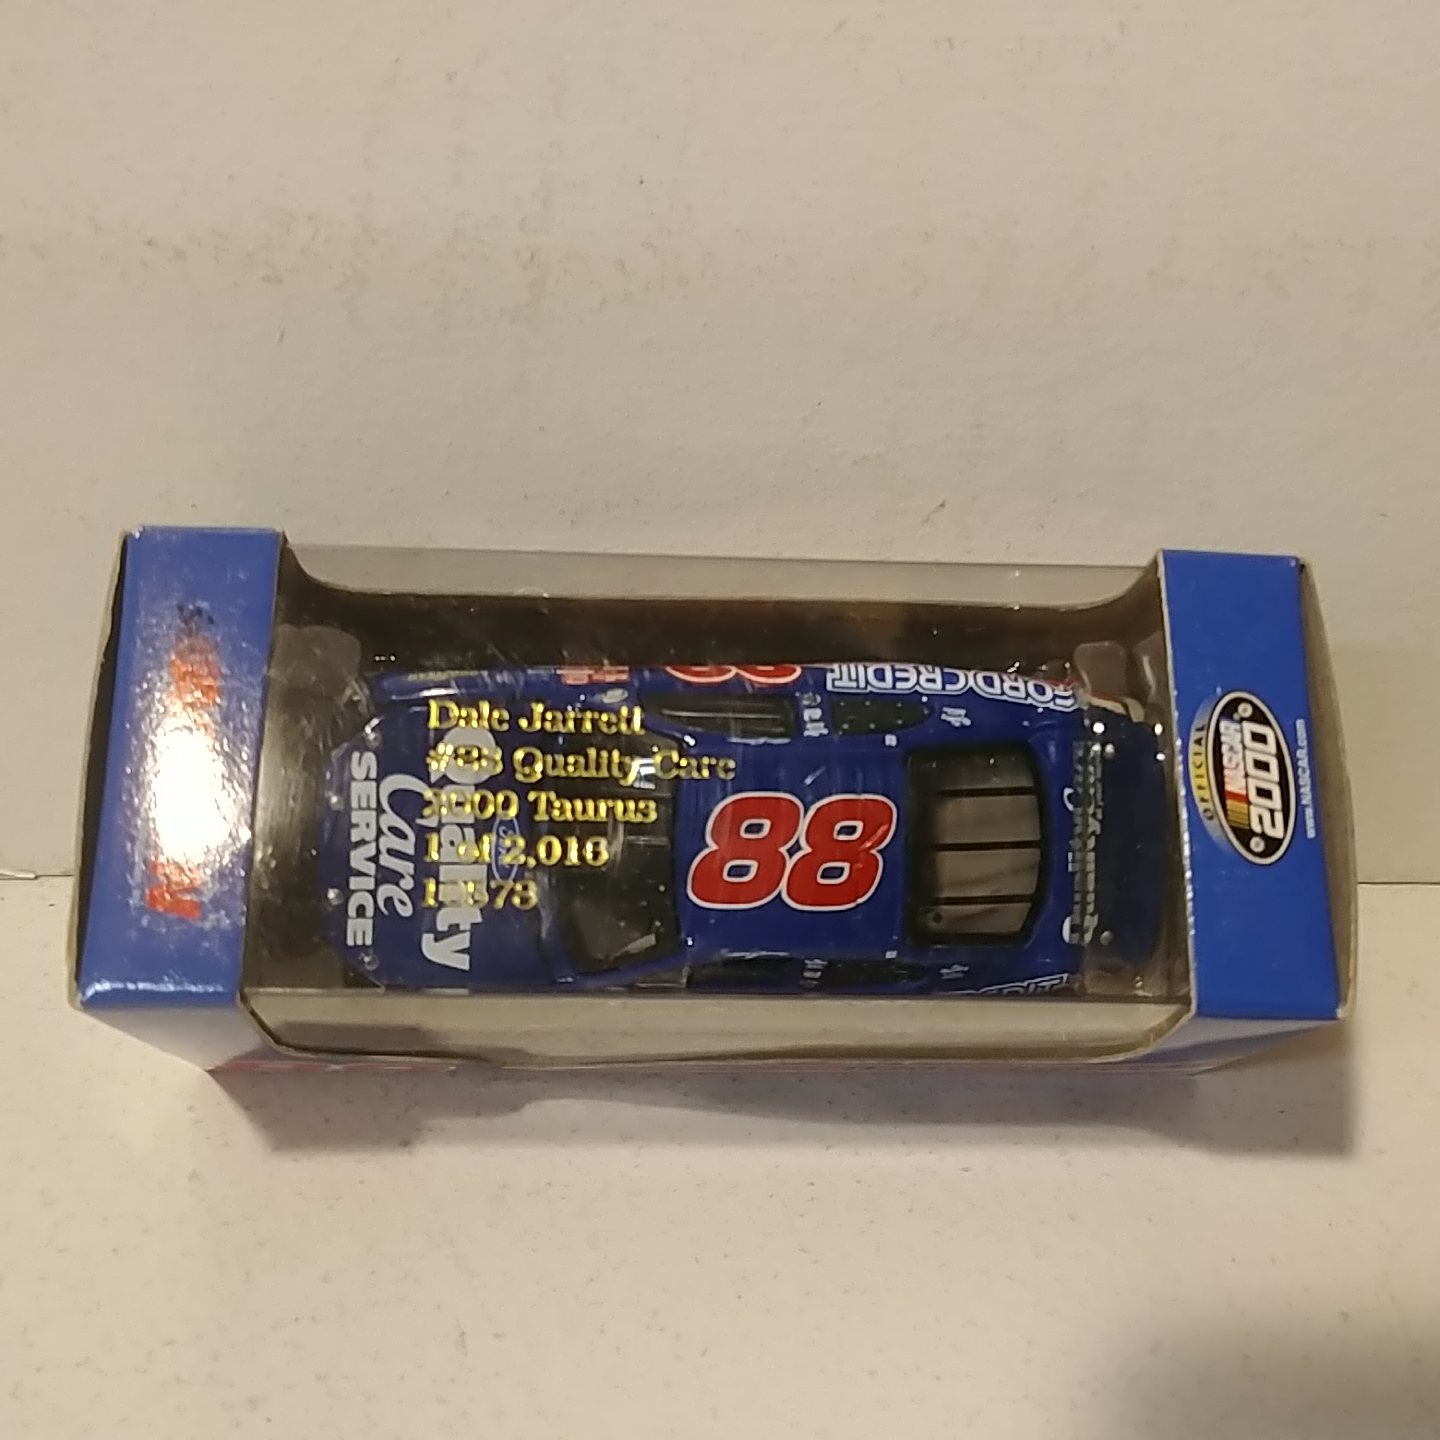 Dale Jarrett
#88 Quality Care
2000 Taurus
1 of 2,016
88
Quality
Care
SERVICE
FORD CREDIT
88
OFFICIAL
NASCAR
2000
www.NASCAR.com